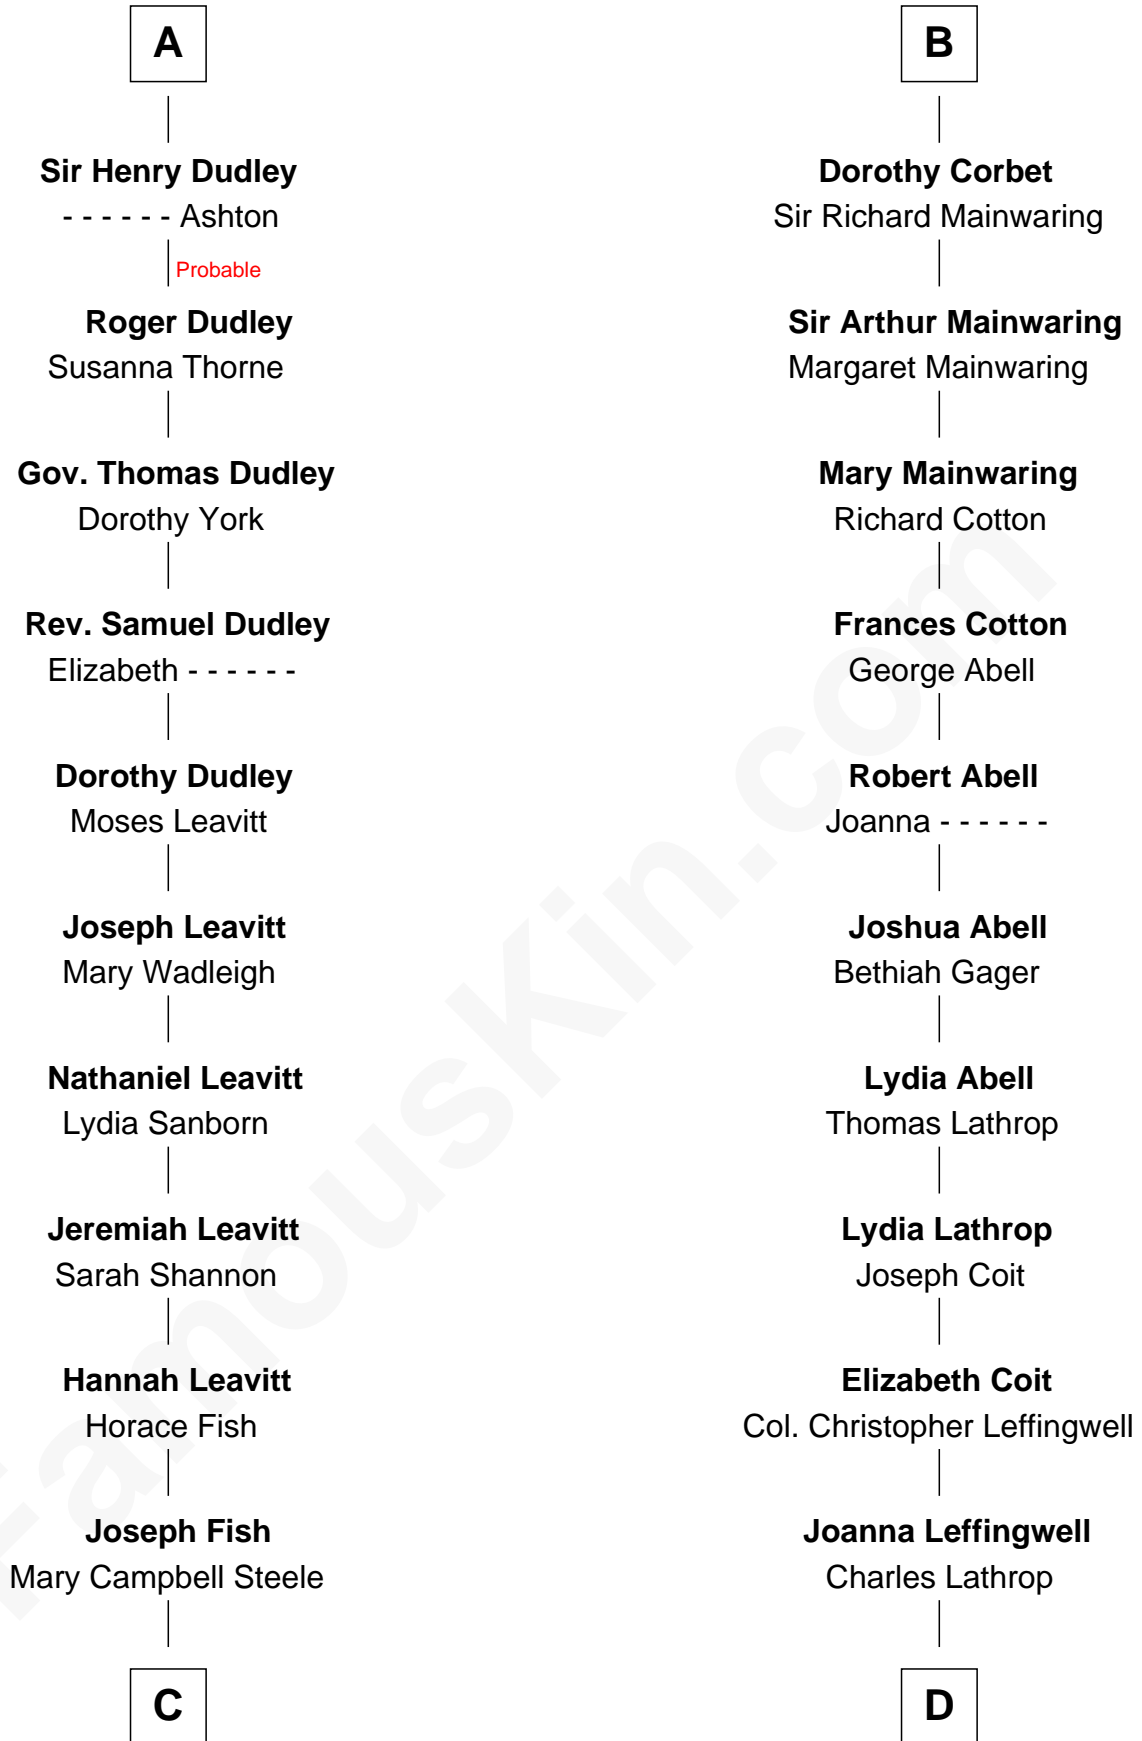 A
Sir Henry Dudley
- - - - - - Ashton
Probable
Roger Dudley
Susanna Thorne
Gov. Thomas Dudley
Dorothy York
Rev. Samuel Dudley
Elizabeth - - - - - -
Dorothy Dudley
Moses Leavitt
Joseph Leavitt
Mary Wadleigh
Nathaniel Leavitt
Lydia Sanborn
Jeremiah Leavitt
Sarah Shannon
Hannah Leavitt
Horace Fish
Joseph Fish
Mary Campbell Steele
C
B
Dorothy Corbet
Sir Richard Mainwaring
Sir Arthur Mainwaring
Margaret Mainwaring
Mary Mainwaring
Richard Cotton
Frances Cotton
George Abell
Robert Abell
Joanna - - - - - -
Joshua Abell
Bethiah Gager
Lydia Abell
Thomas Lathrop
Lydia Lathrop
Joseph Coit
Elizabeth Coit
Col. Christopher Leffingwell
Joanna Leffingwell
Charles Lathrop
D
FamousKin.com